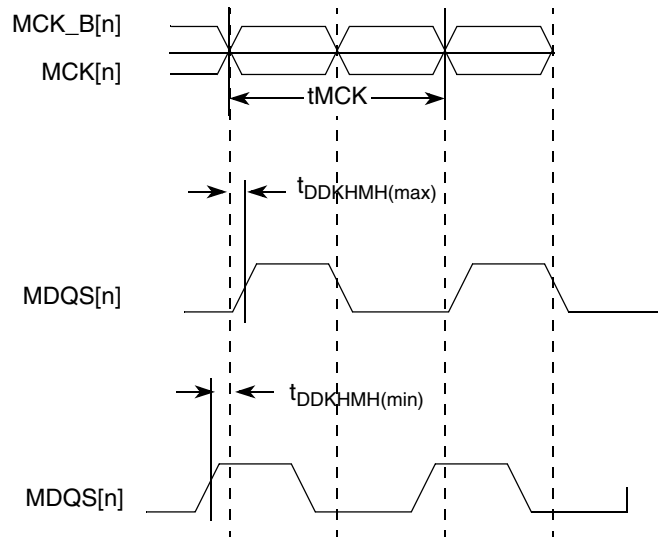 MCK_B[n]
MCK[n]
tMCK
tDDKHMH(max)
MDQS[n]
tDDKHMH(min)
MDQS[n]